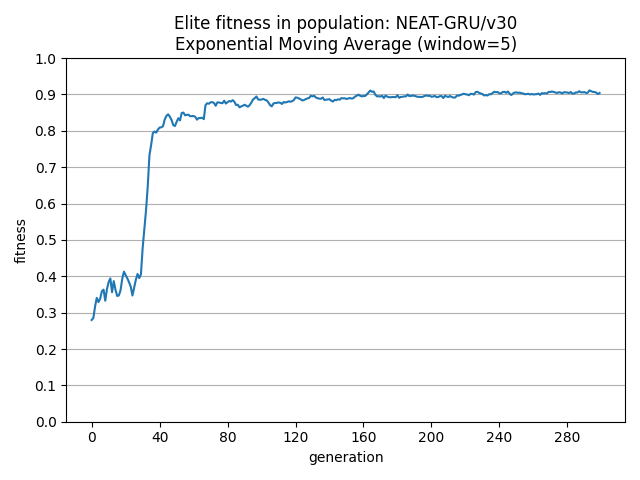 Elite fitness in population: NEAT-GRU/v30
Exponential Moving Average (window=5)
1.0
0.9
0.8
0.7
0.6
0.5
0.4
0.3
0.2
0.1
0.0
fitness
0 40 80 120 160 200 240 280
generation